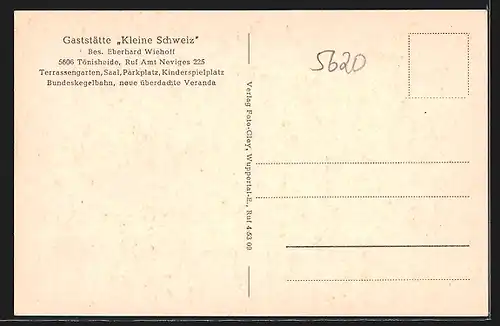 Gaststätte „Kleine Schweiz"
Bes. Eberhard Wiehoff
5606 Tönisheide, Ruf Amt Neviges 225
Terrassengarten, Saal, Parkplatz, Kinderspielplatz
Bundeskegelbahn, neue überdachte Veranda
5620
Verlag Foto-Cley, Wuppertal-E., Ruf 4 53 00